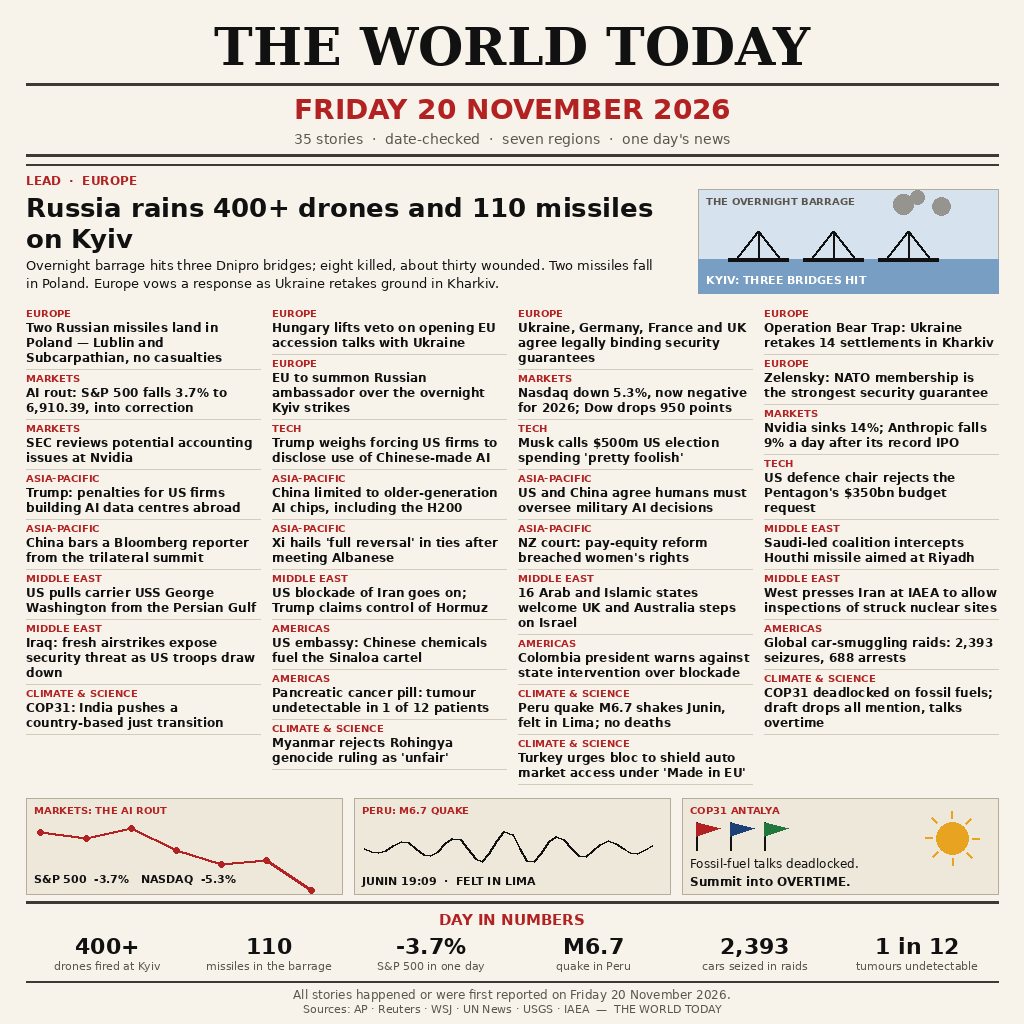 THE WORLD TODAY
FRIDAY 20 NOVEMBER 2026
35 stories · date-checked · seven regions · one day's news
LEAD · EUROPE
Russia rains 400+ drones and 110 missiles
on Kyiv
Overnight barrage hits three Dnipro bridges; eight killed, about thirty wounded. Two missiles fall
in Poland. Europe vows a response as Ukraine retakes ground in Kharkiv.
THE OVERNIGHT BARRAGE
KYIV: THREE BRIDGES HIT
EUROPE
Two Russian missiles land in
Poland — Lublin and
Subcarpathian, no casualties
MARKETS
AI rout: S&P 500 falls 3.7% to
6,910.39, into correction
MARKETS
SEC reviews potential accounting
issues at Nvidia
ASIA-PACIFIC
Trump: penalties for US firms
building AI data centres abroad
ASIA-PACIFIC
China bars a Bloomberg reporter
from the trilateral summit
MIDDLE EAST
US pulls carrier USS George
Washington from the Persian Gulf
MIDDLE EAST
Iraq: fresh airstrikes expose
security threat as US troops draw
down
CLIMATE & SCIENCE
COP31: India pushes a
country-based just transition
EUROPE
Hungary lifts veto on opening EU
accession talks with Ukraine
EUROPE
EU to summon Russian
ambassador over the overnight
Kyiv strikes
TECH
Trump weighs forcing US firms to
disclose use of Chinese-made AI
ASIA-PACIFIC
China limited to older-generation
AI chips, including the H200
ASIA-PACIFIC
Xi hails 'full reversal' in ties after
meeting Albanese
MIDDLE EAST
US blockade of Iran goes on;
Trump claims control of Hormuz
AMERICAS
US embassy: Chinese chemicals
fuel the Sinaloa cartel
AMERICAS
Pancreatic cancer pill: tumour
undetectable in 1 of 12 patients
CLIMATE & SCIENCE
Myanmar rejects Rohingya
genocide ruling as 'unfair'
EUROPE
Ukraine, Germany, France and UK
agree legally binding security
guarantees
MARKETS
Nasdaq down 5.3%, now negative
for 2026; Dow drops 950 points
TECH
Musk calls $500m US election
spending 'pretty foolish'
ASIA-PACIFIC
US and China agree humans must
oversee military AI decisions
ASIA-PACIFIC
NZ court: pay-equity reform
breached women's rights
MIDDLE EAST
16 Arab and Islamic states
welcome UK and Australia steps
on Israel
AMERICAS
Colombia president warns against
state intervention over blockade
CLIMATE & SCIENCE
Peru quake M6.7 shakes Junin,
felt in Lima; no deaths
CLIMATE & SCIENCE
Turkey urges bloc to shield auto
market access under 'Made in EU'
EUROPE
Operation Bear Trap: Ukraine
retakes 14 settlements in Kharkiv
EUROPE
Zelensky: NATO membership is
the strongest security guarantee
MARKETS
Nvidia sinks 14%; Anthropic falls
9% a day after its record IPO
TECH
US defence chair rejects the
Pentagon's $350bn budget
request
MIDDLE EAST
Saudi-led coalition intercepts
Houthi missile aimed at Riyadh
MIDDLE EAST
West presses Iran at IAEA to allow
inspections of struck nuclear sites
AMERICAS
Global car-smuggling raids: 2,393
seizures, 688 arrests
CLIMATE & SCIENCE
COP31 deadlocked on fossil fuels;
draft drops all mention, talks
overtime
MARKETS: THE AI ROUT
S&P 500 -3.7% NASDAQ -5.3%
PERU: M6.7 QUAKE
JUNIN 19:09 · FELT IN LIMA
COP31 ANTALYA
Fossil-fuel talks deadlocked.
Summit into OVERTIME.
DAY IN NUMBERS
400+
drones fired at Kyiv
110
missiles in the barrage
-3.7%
S&P 500 in one day
M6.7
quake in Peru
2,393
cars seized in raids
1 in 12
tumours undetectable
All stories happened or were first reported on Friday 20 November 2026.
Sources: AP · Reuters · WSJ · UN News · USGS · IAEA — THE WORLD TODAY